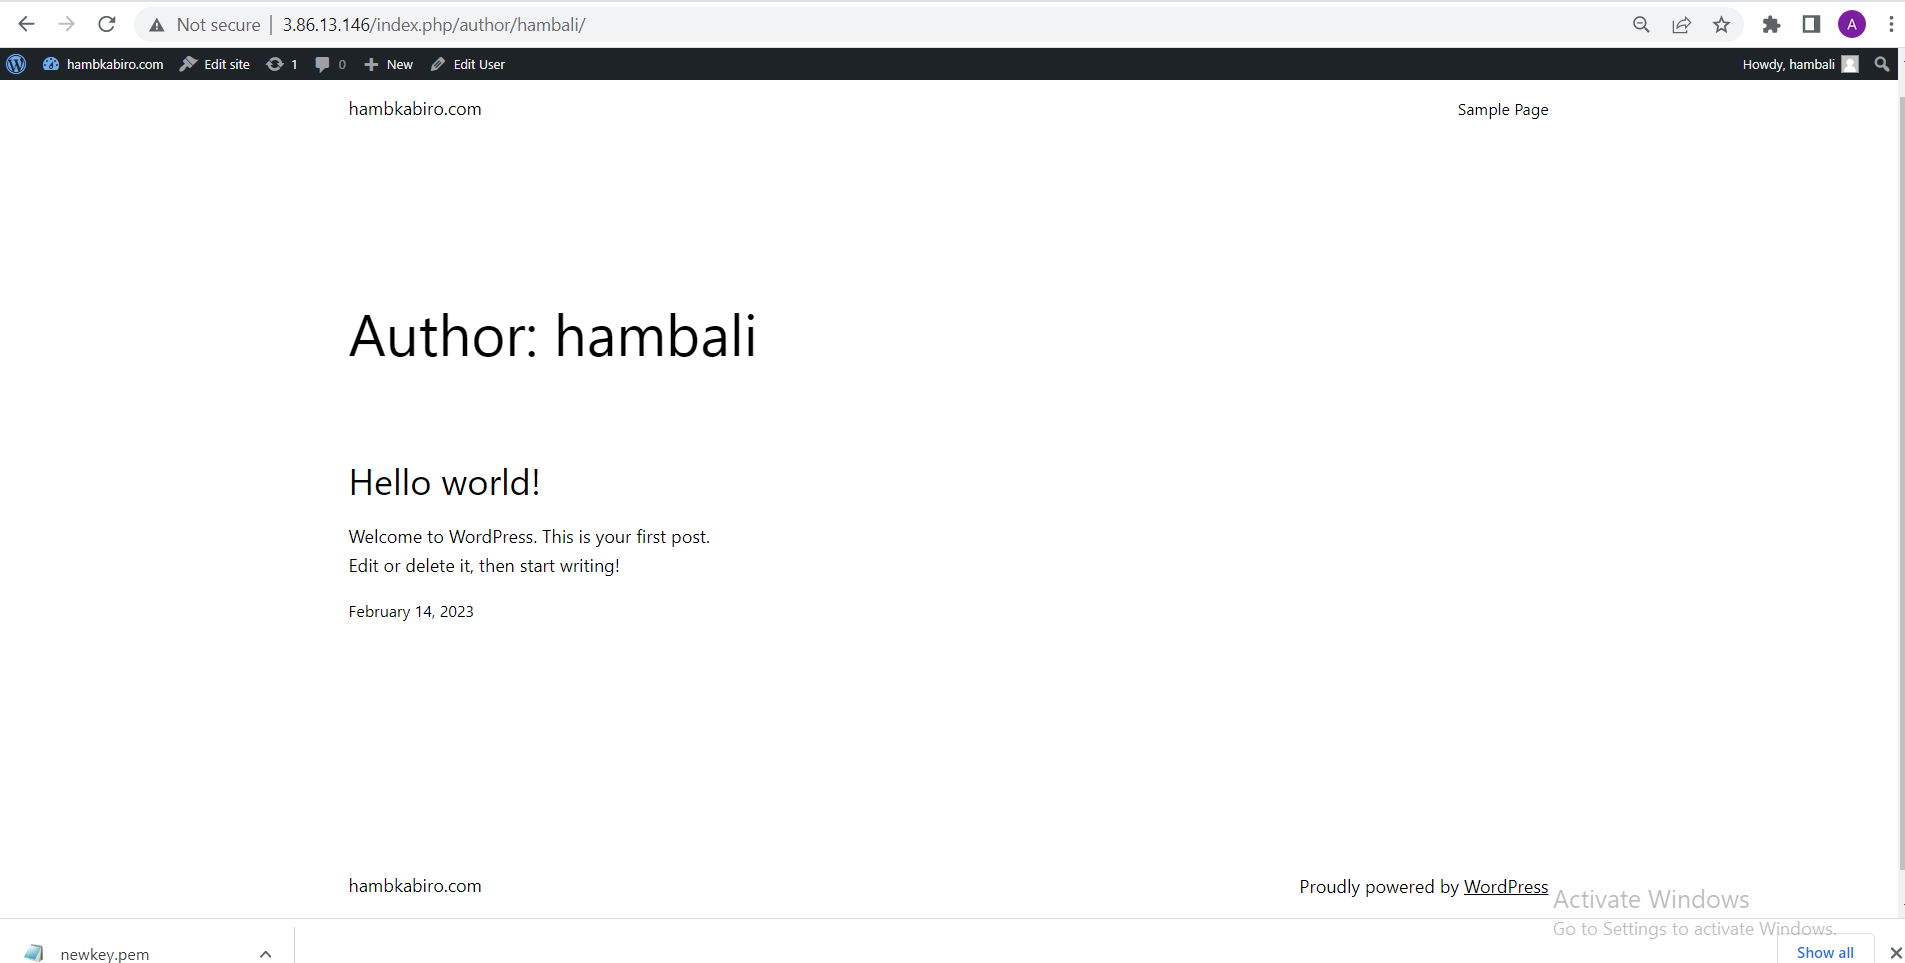 Not secure | 3.86.13.146/index.php/author/hambali/ A
hambkabiro.com Edit site 1 0 New Edit User Howdy, hambali
hambkabiro.com Sample Page
Author: hambali
Hello world!
Welcome to WordPress. This is your first post.
Edit or delete it, then start writing!
February 14, 2023
hambkabiro.com Proudly powered by WordPress
Activate Windows
Go to Settings to activate Windows.
newkey.pem Show all